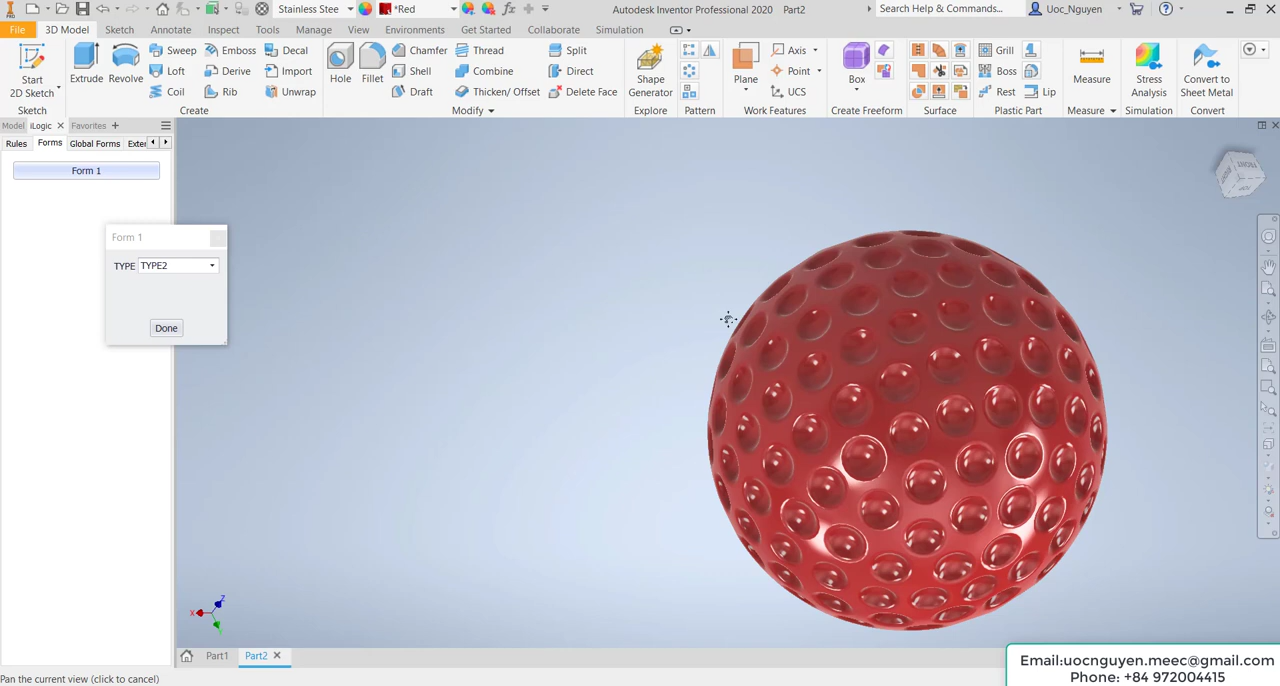 Stainless Stee
*Red
Autodesk Inventor Professional 2020 Part2
Search Help & Commands...
Uoc_Nguyen
File
3D Model
Sketch
Annotate
Inspect
Tools
Manage
View
Environments
Get Started
Collaborate
Simulation
Start
2D Sketch
Extrude
Revolve
Sweep
Emboss
Decal
Loft
Derive
Import
Coil
Rib
Unwrap
Hole
Fillet
Chamfer
Thread
Split
Shell
Combine
Direct
Draft
Thicken/ Offset
Delete Face
Shape
Generator
Plane
Axis
Point
UCS
Box
Grill
Boss
Rest
Lip
Measure
Stress
Analysis
Convert to
Sheet Metal
Sketch
Create
Modify
Explore
Pattern
Work Features
Create Freeform
Surface
Plastic Part
Measure
Simulation
Convert
Model
iLogic
Favorites
Rules
Forms
Global Forms
Exter
Form 1
Form 1
TYPE
TYPE2
Done
FRONT
X
Z
Y
Part1
Part2
Pan the current view (click to cancel)
Email:uocnguyen.meec@gmail.com
Phone: +84 972004415